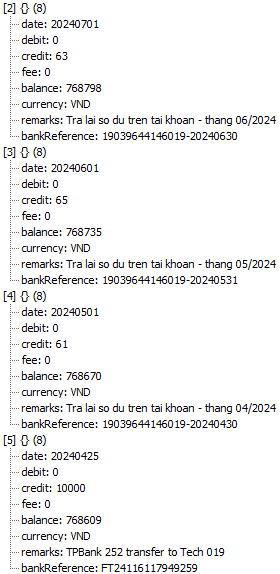 [2] {} (8)
date: 20240701
debit: 0
credit: 63
fee: 0
balance: 768798
currency: VND
remarks: Tra lai so du tren tai khoan - thang 06/2024
bankReference: 19039644146019-20240630
[3] {} (8)
date: 20240601
debit: 0
credit: 65
fee: 0
balance: 768735
currency: VND
remarks: Tra lai so du tren tai khoan - thang 05/2024
bankReference: 19039644146019-20240531
[4] {} (8)
date: 20240501
debit: 0
credit: 61
fee: 0
balance: 768670
currency: VND
remarks: Tra lai so du tren tai khoan - thang 04/2024
bankReference: 19039644146019-20240430
[5] {} (8)
date: 20240425
debit: 0
credit: 10000
fee: 0
balance: 768609
currency: VND
remarks: TPBank 252 transfer to Tech 019
bankReference: FT24116117949259